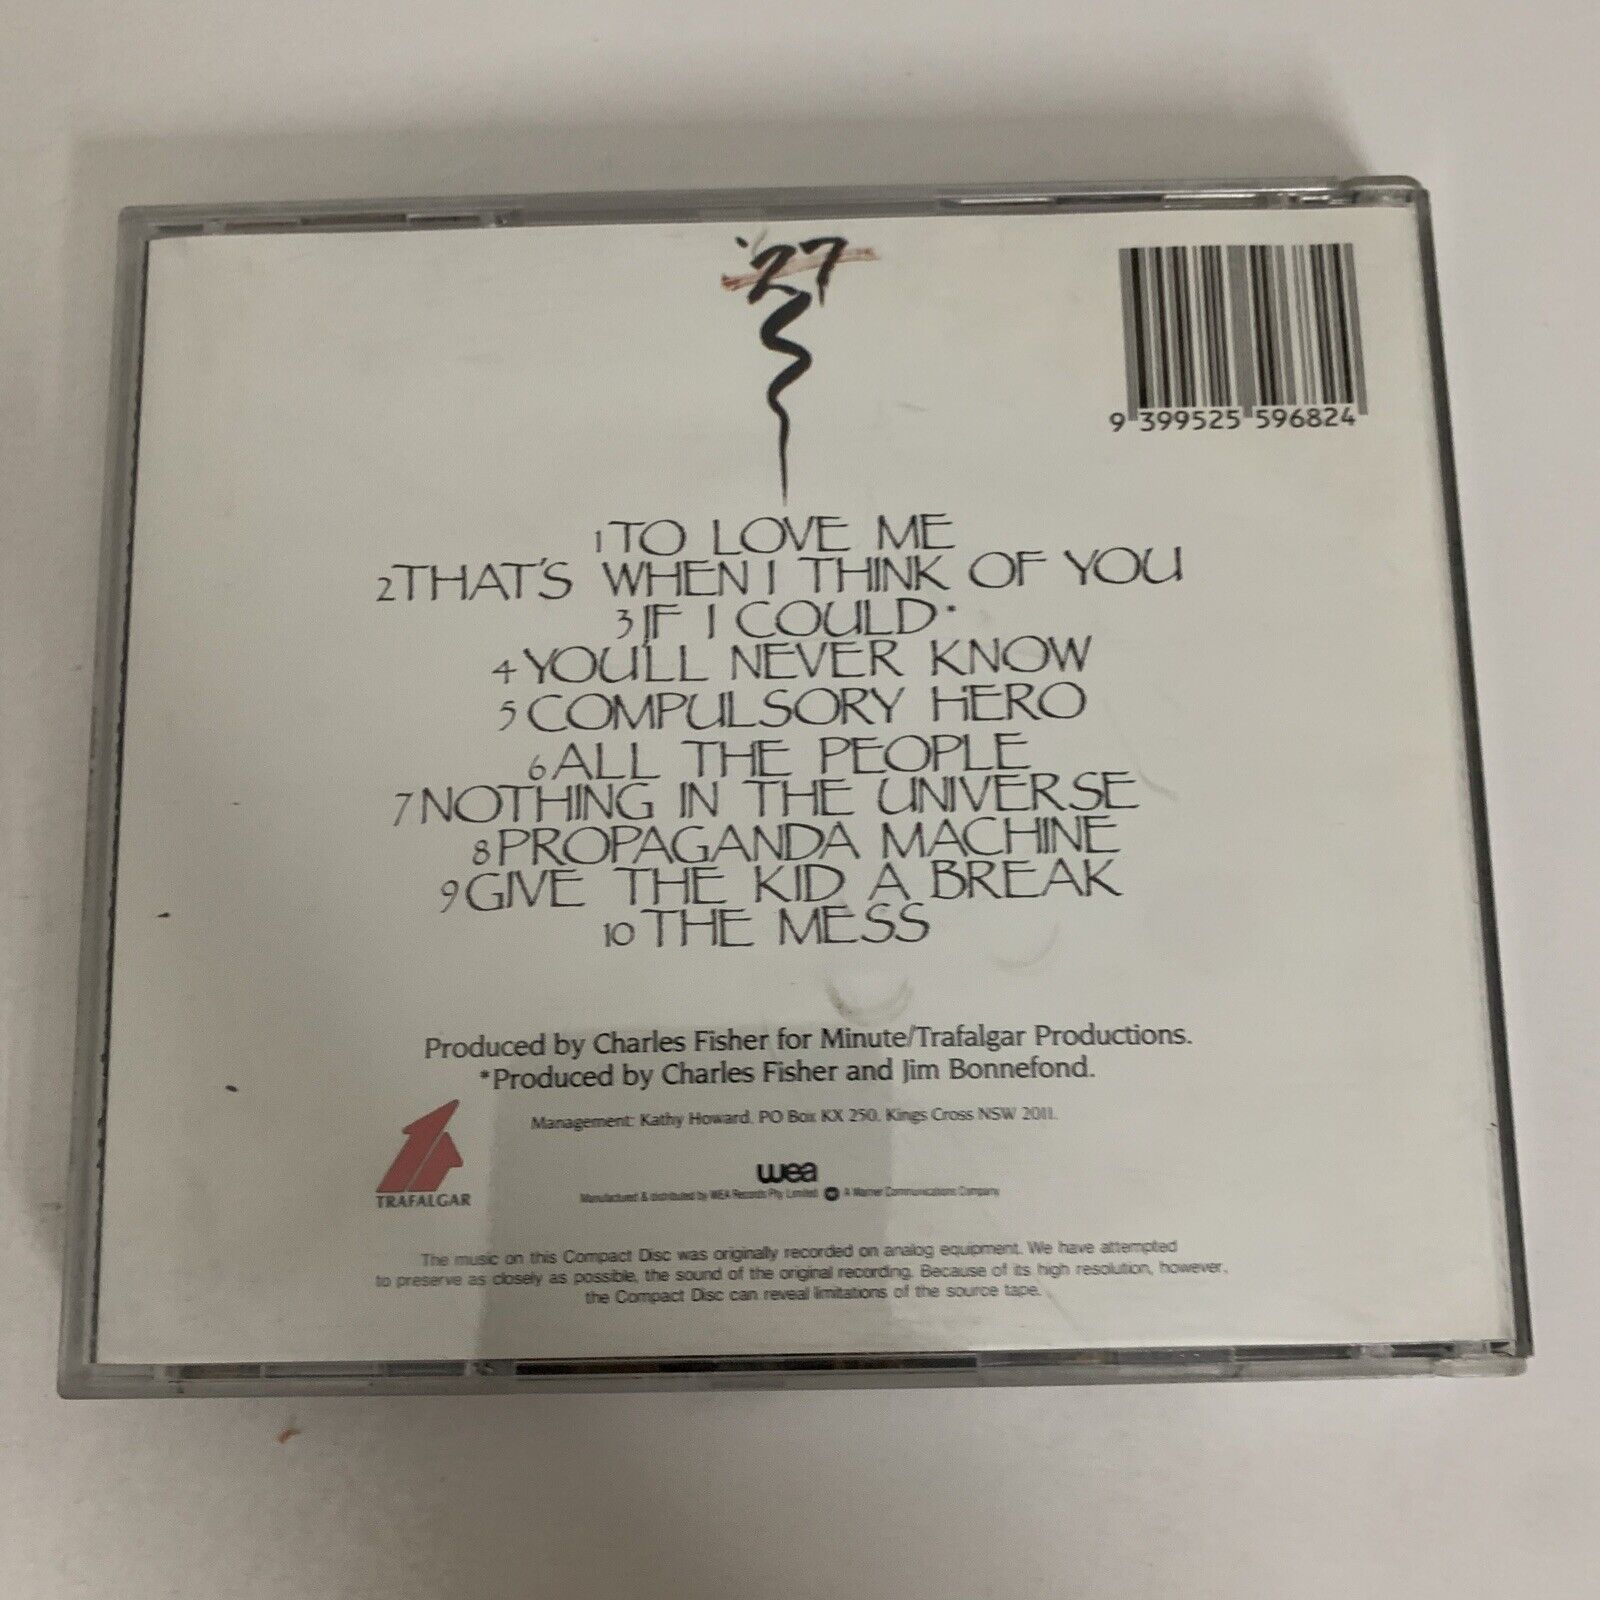 '27
9 399525 596824
1 TO LOVE ME
2 THAT'S WHEN I THINK OF YOU
3 IF I COULD*
4 YOU'LL NEVER KNOW
5 COMPULSORY HERO
6 ALL THE PEOPLE
7 NOTHING IN THE UNIVERSE
8 PROPAGANDA MACHINE
9 GIVE THE KID A BREAK
10 THE MESS
Produced by Charles Fisher for Minute/Trafalgar Productions.
*Produced by Charles Fisher and Jim Bonnefond.
Management: Kathy Howard. PO Box KX 250, Kings Cross NSW 2011.
TRAFALGAR
wea
Manufactured & distributed by WEA Records Pty Limited A Warner Communications Company
The music on this Compact Disc was originally recorded on analog equipment. We have attempted
to preserve as closely as possible, the sound of the original recording. Because of its high resolution, however,
the Compact Disc can reveal limitations of the source tape.